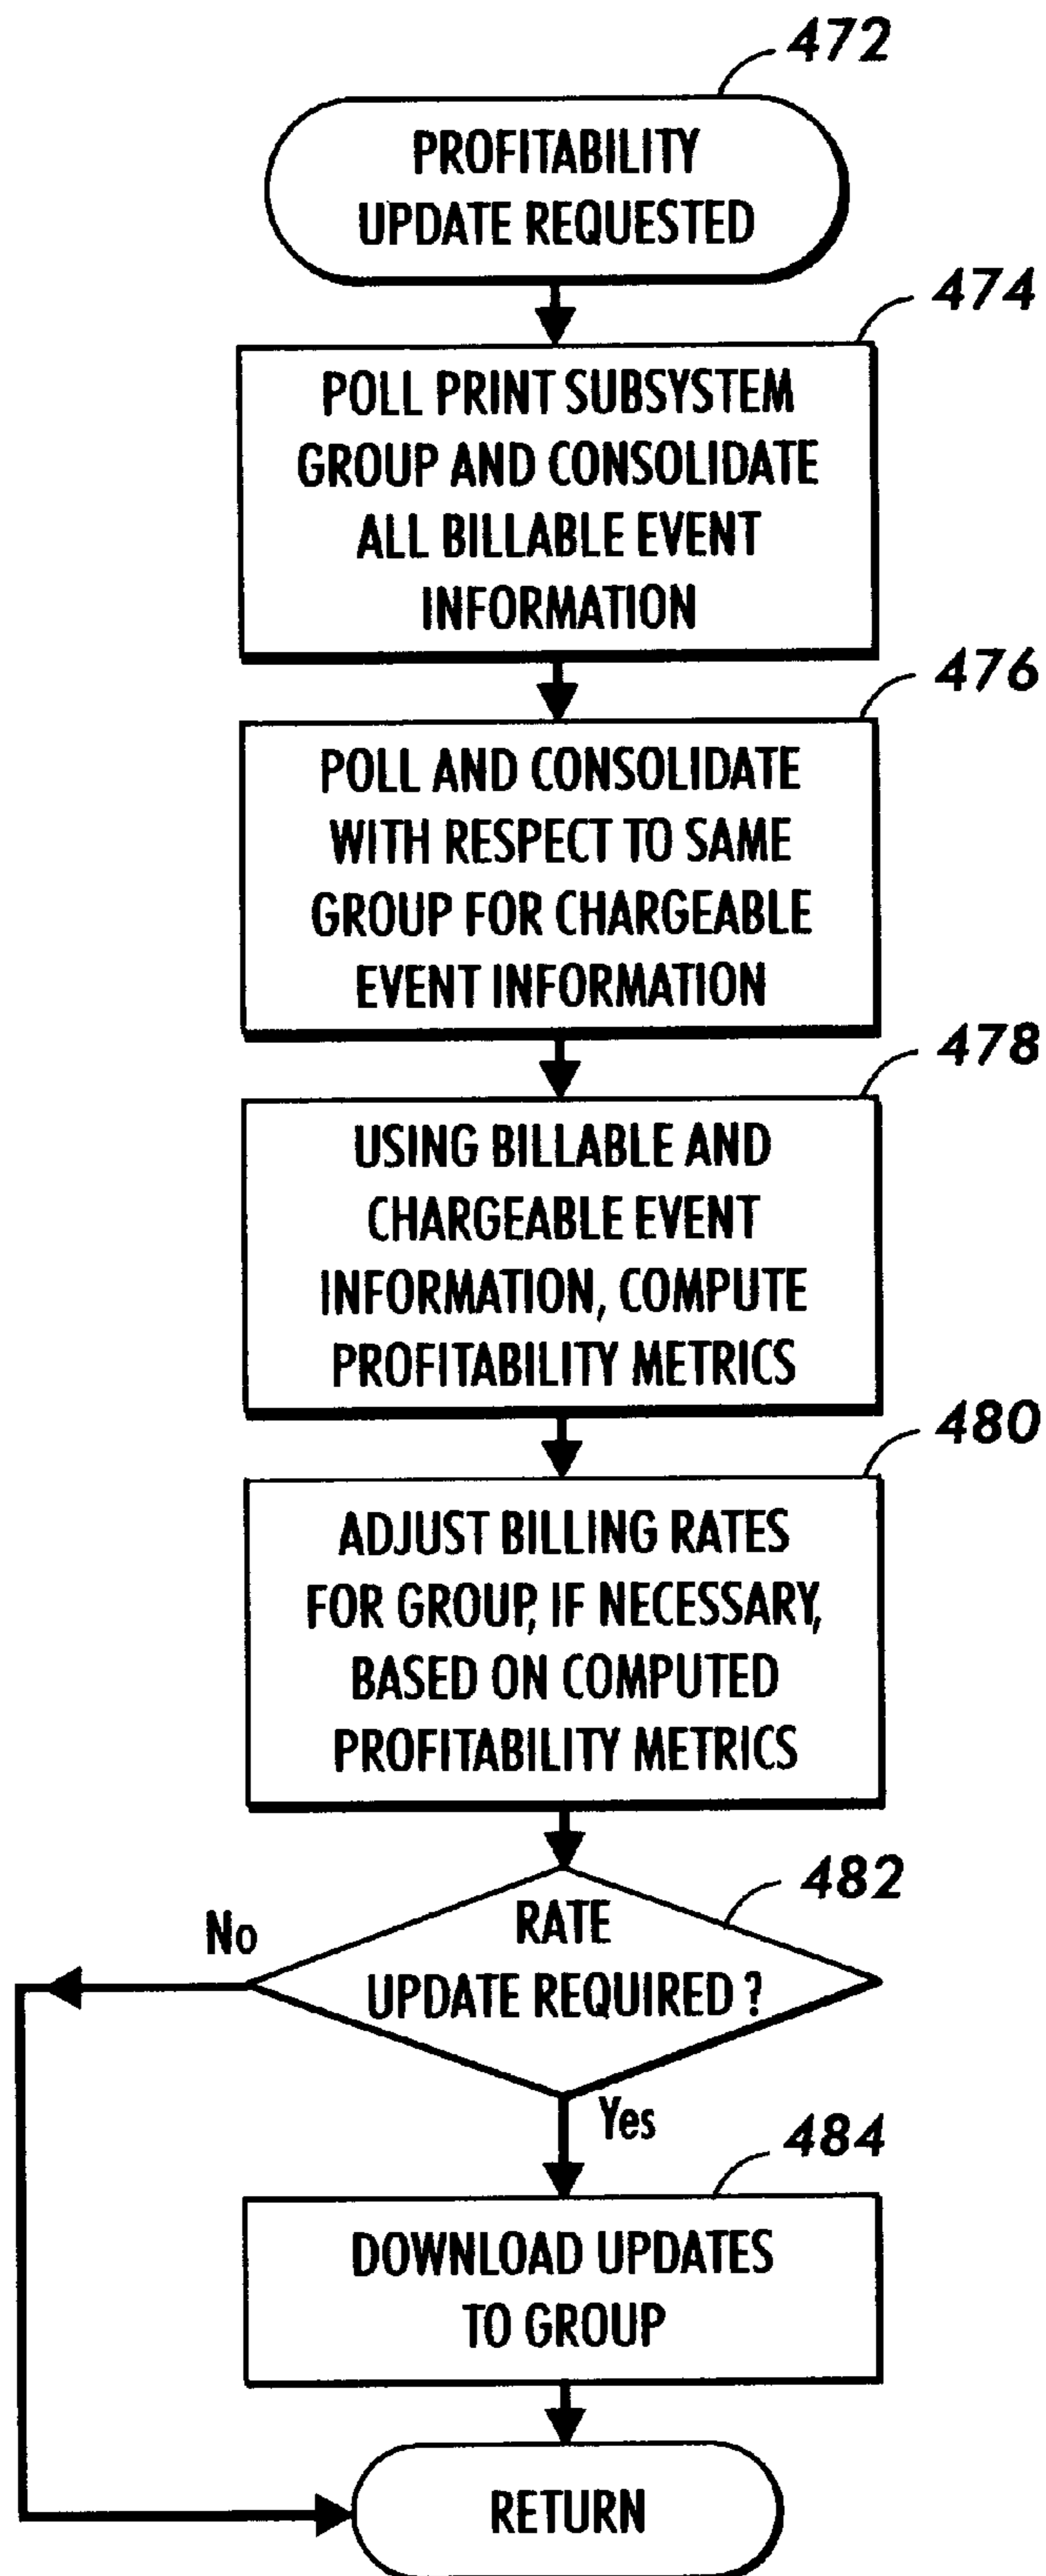 472
PROFITABILITY
UPDATE REQUESTED
474
POLL PRINT SUBSYSTEM
GROUP AND CONSOLIDATE
ALL BILLABLE EVENT
INFORMATION
476
POLL AND CONSOLIDATE
WITH RESPECT TO SAME
GROUP FOR CHARGEABLE
EVENT INFORMATION
478
USING BILLABLE AND
CHARGEABLE EVENT
INFORMATION, COMPUTE
PROFITABILITY METRICS
480
ADJUST BILLING RATES
FOR GROUP, IF NECESSARY,
BASED ON COMPUTED
PROFITABILITY METRICS
482
No
RATE
UPDATE REQUIRED ?
Yes
484
DOWNLOAD UPDATES
TO GROUP
RETURN